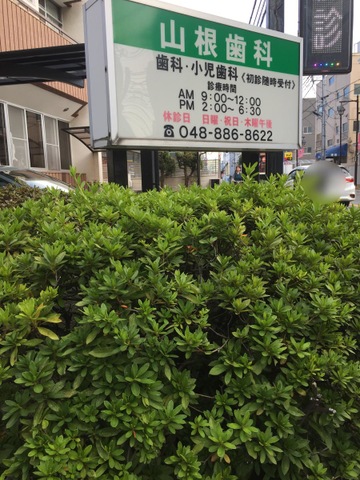 山根歯科
歯科・小児歯科(初診随時受付)
診療時間
AM 9:00~12:00
PM 2:00~6:30
休診日 日曜・祝日・木曜午後
☎048-886-8622